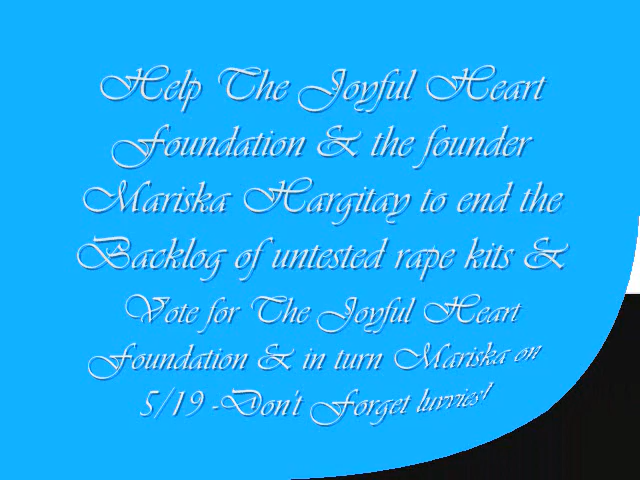 Help The Joyful Heart
Foundation & the founder
Mariska Hargitay to end the
Backlog of untested rape kits &
Vote for The Joyful Heart
Foundation & in turn Mariska on
5/19 -Don't Forget luvvies!